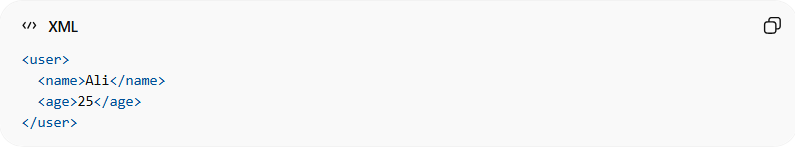 </> XML
<user>
  <name>Ali</name>
  <age>25</age>
</user>